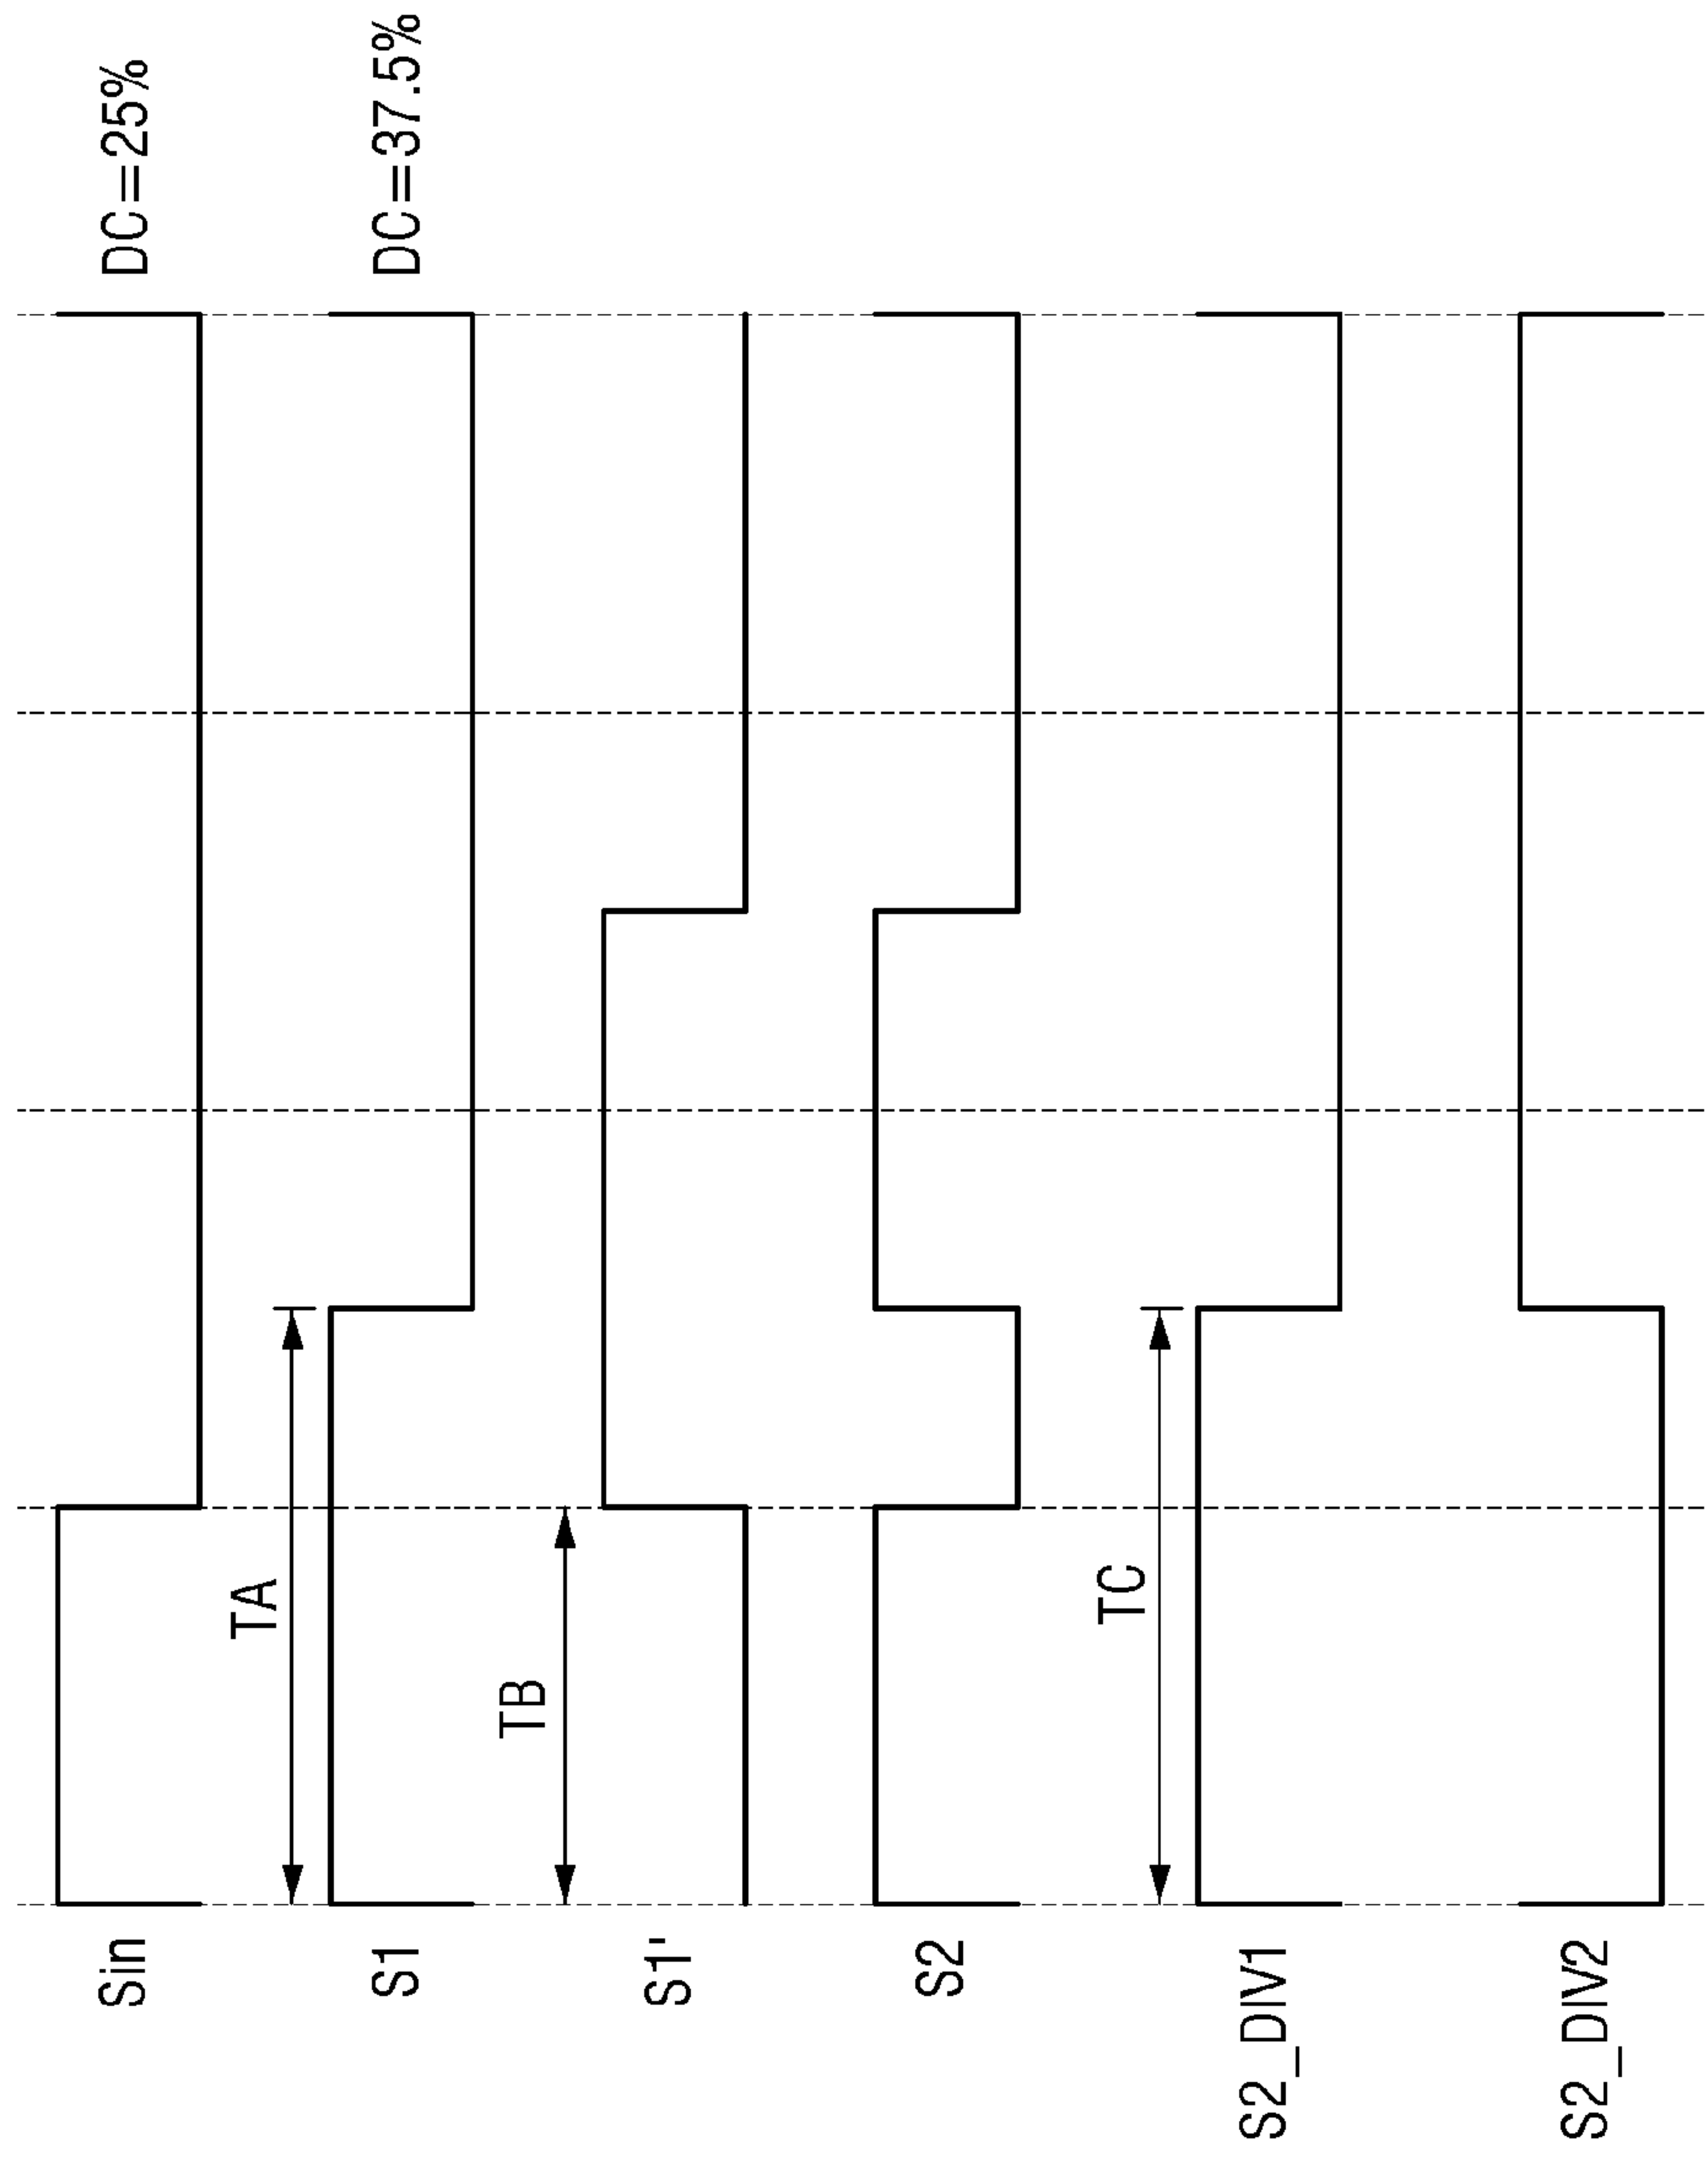 Sin
DC=25%
TA
S1
DC=37.5%
TB
S1'
S2
TC
S2_DIV1
S2_DIV2